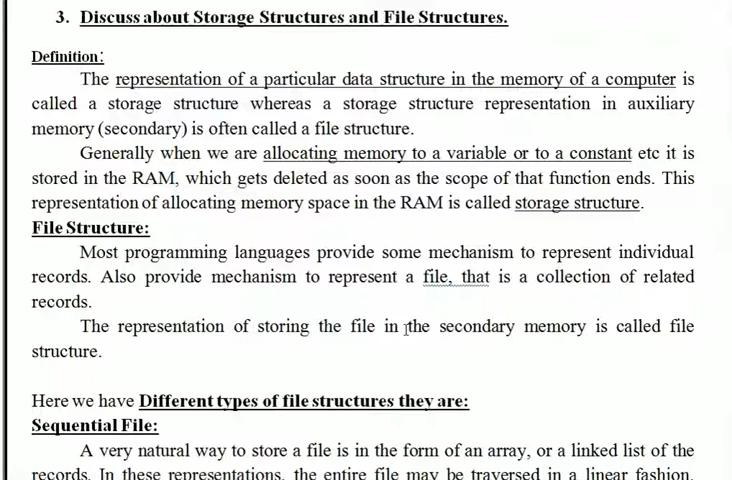 3. Discuss about Storage Structures and File Structures.
Definition:
The representation of a particular data structure in the memory of a computer is
called a storage structure whereas a storage structure representation in auxiliary
memory (secondary) is often called a file structure.
Generally when we are allocating memory to a variable or to a constant etc it is
stored in the RAM, which gets deleted as soon as the scope of that function ends. This
representation of allocating memory space in the RAM is called storage structure.
File Structure:
Most programming languages provide some mechanism to represent individual
records. Also provide mechanism to represent a file, that is a collection of related
records.
The representation of storing the file in the secondary memory is called file
structure.
Here we have Different types of file structures they are:
Sequential File:
A very natural way to store a file is in the form of an array, or a linked list of the
records. In these representations, the entire file may be traversed in a linear fashion.